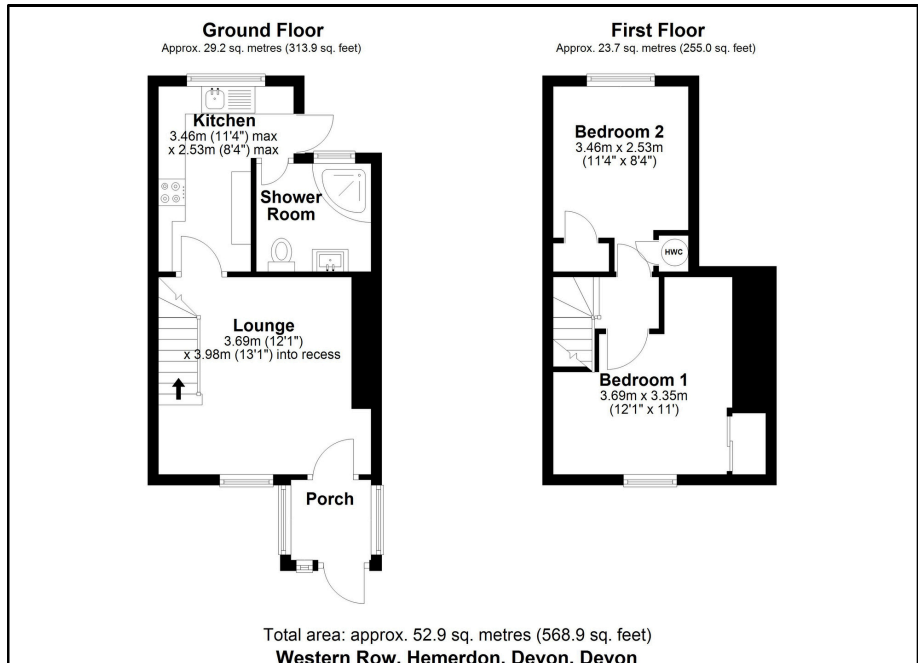 Ground Floor
Approx. 29.2 sq. metres (313.9 sq. feet)
Kitchen
3.46m (11'4") max
x 2.53m (8'4") max
Shower
Room
Lounge
3.69m (12'1")
x 3.98m (13'1") into recess
Porch
First Floor
Approx. 23.7 sq. metres (255.0 sq. feet)
Bedroom 2
3.46m x 2.53m
(11'4" x 8'4")
HWC
Bedroom 1
3.69m x 3.35m
(12'1" x 11')
Total area: approx. 52.9 sq. metres (568.9 sq. feet)
Western Row, Hemerdon, Devon, Devon